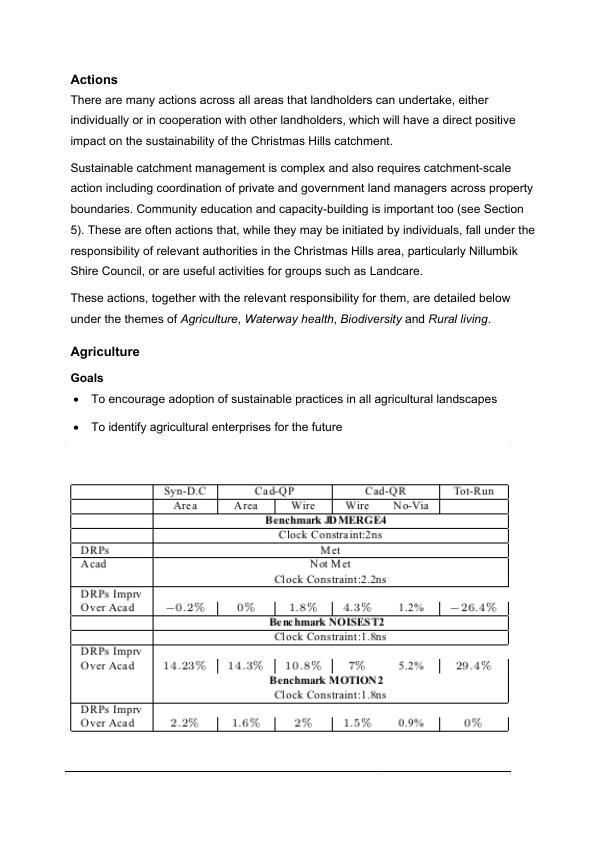 Actions
There are many actions across all areas that landholders can undertake, either
individually or in cooperation with other landholders, which will have a direct positive
impact on the sustainability of the Christmas Hills catchment.
Sustainable catchment management is complex and also requires catchment-scale
action including coordination of private and government land managers across property
boundaries. Community education and capacity-building is important too (see Section
5). These are often actions that, while they may be initiated by individuals, fall under the
responsibility of relevant authorities in the Christmas Hills area, particularly Nillumbik
Shire Council, or are useful activities for groups such as Landcare.
These actions, together with the relevant responsibility for them, are detailed below
under the themes of Agriculture, Waterway health, Biodiversity and Rural living.
Agriculture
Goals
• To encourage adoption of sustainable practices in all agricultural landscapes
• To identify agricultural enterprises for the future
Syn-D.C Cad-QP Cad-QR Tot-Run
Area Area Wire Wire No-Via
Benchmark JDMERGE4
Clock Constraint:2ns
DRPs Met
Acad Not Met
Clock Constraint:2.2ns
DRPs Imprv
Over Acad −0.2% 0% 1.8% 4.3% 1.2% −26.4%
Benchmark NOISEST2
Clock Constraint:1.8ns
DRPs Imprv
Over Acad 14.23% 14.3% 10.8% 7% 5.2% 29.4%
Benchmark MOTION2
Clock Constraint:1.8ns
DRPs Imprv
Over Acad 2.2% 1.6% 2% 1.5% 0.9% 0%